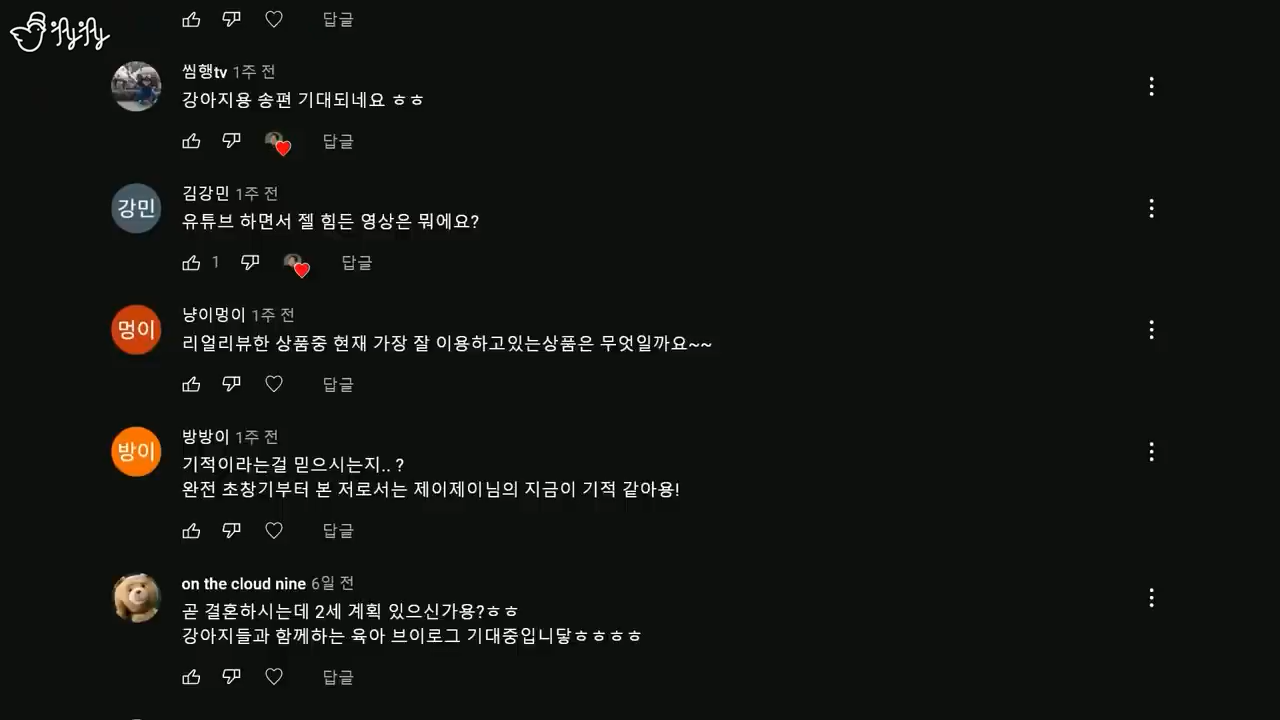 답글
씸행tv 1주 전
강아지용 송편 기대되네요 ㅎㅎ
답글
강민
김강민 1주 전
유튜브 하면서 젤 힘든 영상은 뭐에요?
1 답글
멍이
냥이멍이 1주 전
리얼리뷰한 상품중 현재 가장 잘 이용하고있는상품은 무엇일까요~~
답글
방이
방방이 1주 전
기적이라는걸 믿으시는지.. ?
완전 초창기부터 본 저로서는 제이제이님의 지금이 기적 같아용!
답글
on the cloud nine 6일 전
곧 결혼하시는데 2세 계획 있으신가용?ㅎㅎ
강아지들과 함께하는 육아 브이로그 기대중입니닿ㅎㅎㅎㅎ
답글